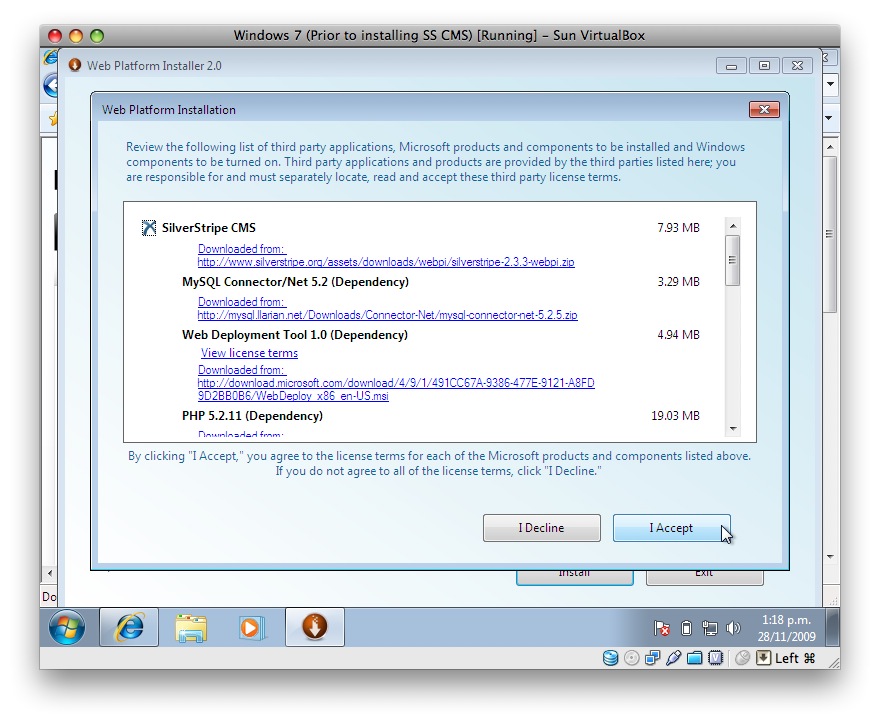 Windows 7 (Prior to installing SS CMS) [Running] – Sun VirtualBox
Web Platform Installer 2.0
Web Platform Installation
Review the following list of third party applications, Microsoft products and components to be installed and Windows
components to be turned on. Third party applications and products are provided by the third parties listed here; you
are responsible for and must separately locate, read and accept these third party license terms.
SilverStripe CMS 7.93 MB
Downloaded from:
http://www.silverstripe.org/assets/downloads/webpi/silverstripe-2.3.3-webpi.zip
MySQL Connector/Net 5.2 (Dependency) 3.29 MB
Downloaded from:
http://mysql.llarian.net/Downloads/Connector-Net/mysql-connector-net-5.2.5.zip
Web Deployment Tool 1.0 (Dependency) 4.94 MB
View license terms
Downloaded from:
http://download.microsoft.com/download/4/9/1/491CC67A-9386-477E-9121-A8FD
9D2BB0B6/WebDeploy_x86_en-US.msi
PHP 5.2.11 (Dependency) 19.03 MB
Downloaded from:
By clicking "I Accept," you agree to the license terms for each of the Microsoft products and components listed above.
If you do not agree to all of the license terms, click "I Decline."
I Decline I Accept
Install Exit
Do
1:18 p.m.
28/11/2009
Left ⌘